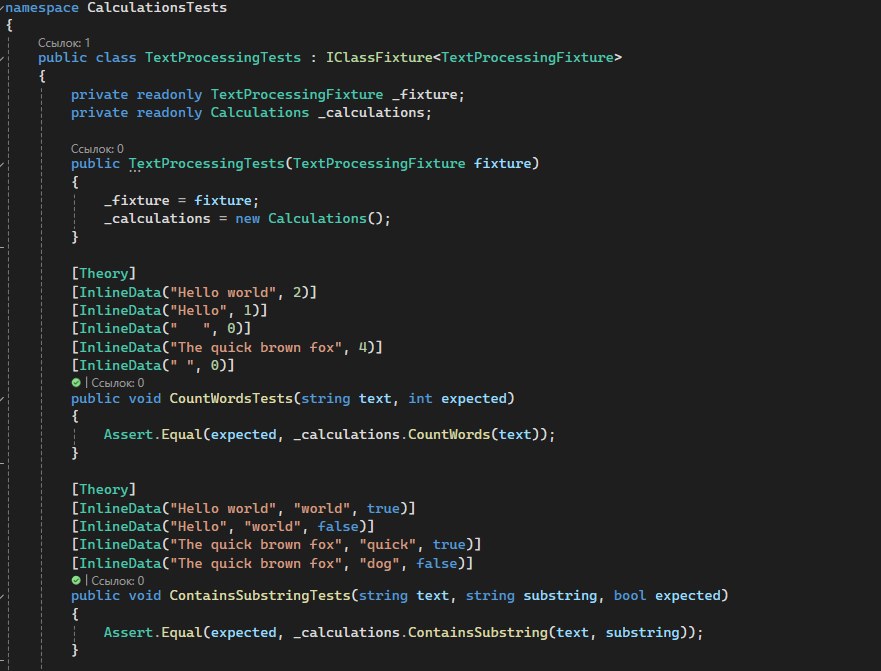 namespace CalculationsTests
{
Ссылок: 1
public class TextProcessingTests : IClassFixture<TextProcessingFixture>
{
private readonly TextProcessingFixture _fixture;
private readonly Calculations _calculations;
Ссылок: 0
public TextProcessingTests(TextProcessingFixture fixture)
{
_fixture = fixture;
_calculations = new Calculations();
}
[Theory]
[InlineData("Hello world", 2)]
[InlineData("Hello", 1)]
[InlineData("   ", 0)]
[InlineData("The quick brown fox", 4)]
[InlineData(" ", 0)]
| Ссылок: 0
public void CountWordsTests(string text, int expected)
{
Assert.Equal(expected, _calculations.CountWords(text));
}
[Theory]
[InlineData("Hello world", "world", true)]
[InlineData("Hello", "world", false)]
[InlineData("The quick brown fox", "quick", true)]
[InlineData("The quick brown fox", "dog", false)]
| Ссылок: 0
public void ContainsSubstringTests(string text, string substring, bool expected)
{
Assert.Equal(expected, _calculations.ContainsSubstring(text, substring));
}